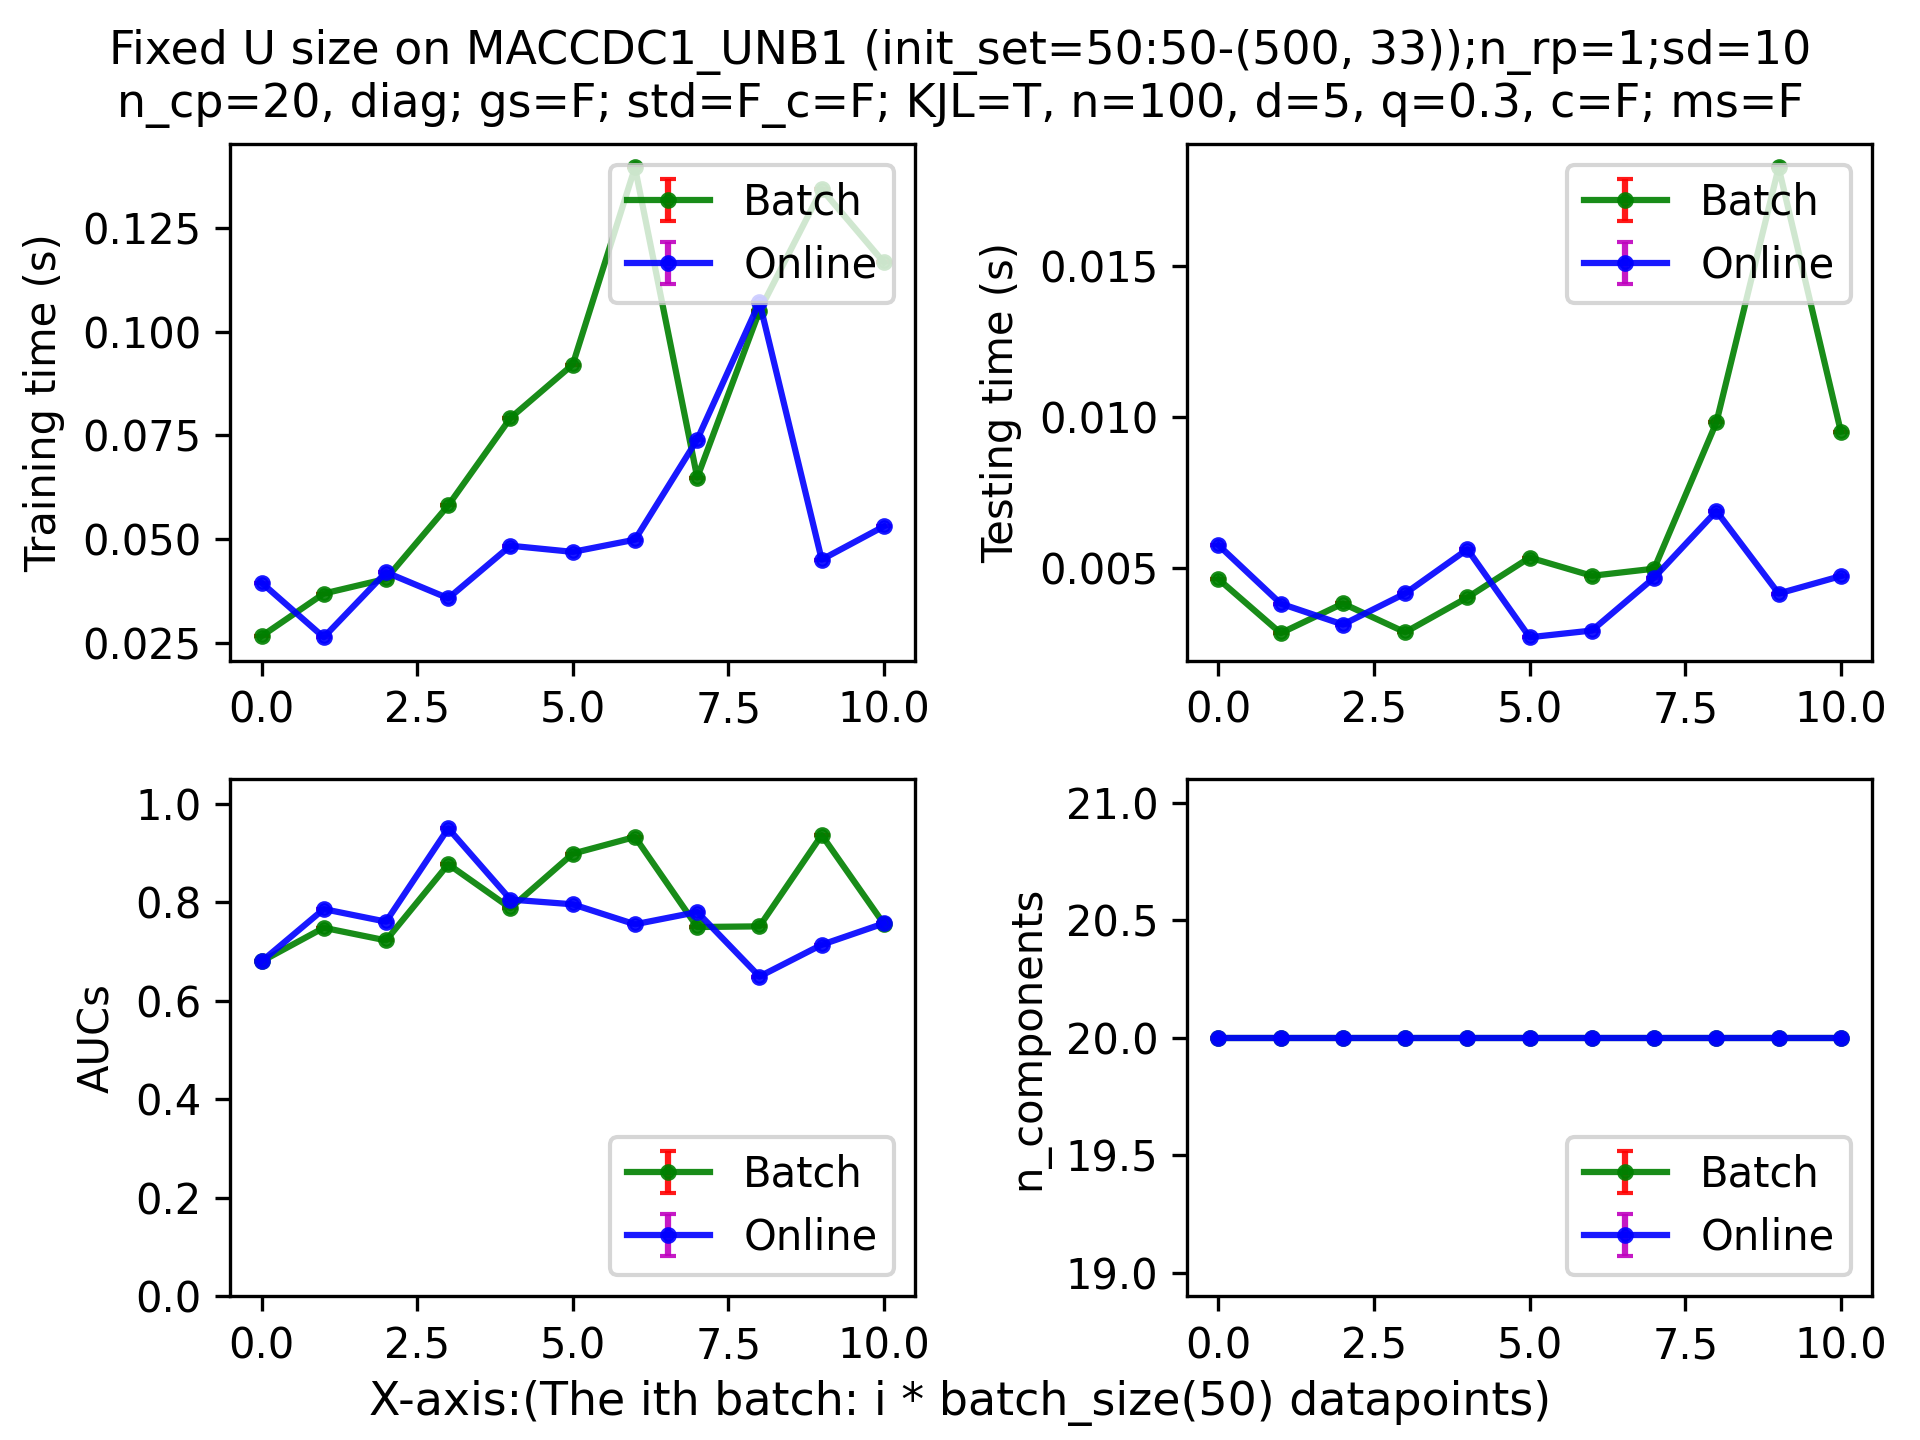 Fixed U size on MACCDC1_UNB1 (init_set=50:50-(500, 33));n_rp=1;sd=10
n_cp=20, diag; gs=F; std=F_c=F; KJL=T, n=100, d=5, q=0.3, c=F; ms=F
Training time (s)
0.125
0.100
0.075
0.050
0.025
0.0 2.5 5.0 7.5 10.0
Batch
Online
Testing time (s)
0.015
0.010
0.005
0.0 2.5 5.0 7.5 10.0
Batch
Online
AUCs
1.0
0.8
0.6
0.4
0.2
0.0
0.0 2.5 5.0 7.5 10.0
Batch
Online
n_components
21.0
20.5
20.0
19.5
19.0
0.0 2.5 5.0 7.5 10.0
Batch
Online
X-axis:(The ith batch: i * batch_size(50) datapoints)